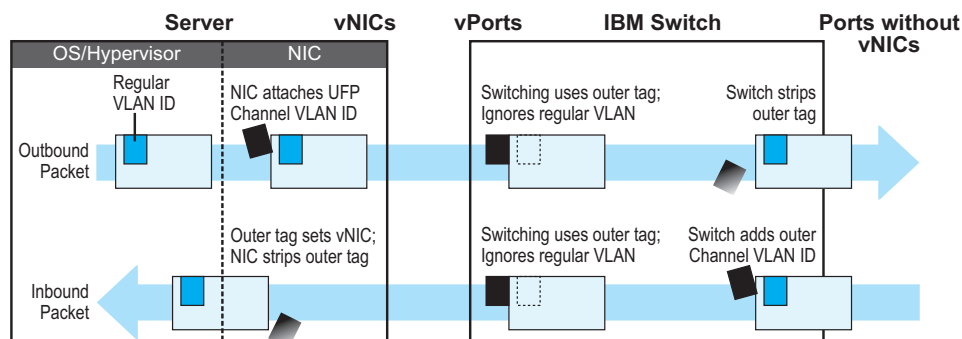 Server
vNICs
vPorts
IBM Switch
Ports without
vNICs
OS/Hypervisor
NIC
Regular
VLAN ID
NIC attaches UFP
Channel VLAN ID
Switching uses outer tag;
Ignores regular VLAN
Switch strips
outer tag
Outbound
Packet
Outer tag sets vNIC;
NIC strips outer tag
Switching uses outer tag;
Ignores regular VLAN
Switch adds outer
Channel VLAN ID
Inbound
Packet